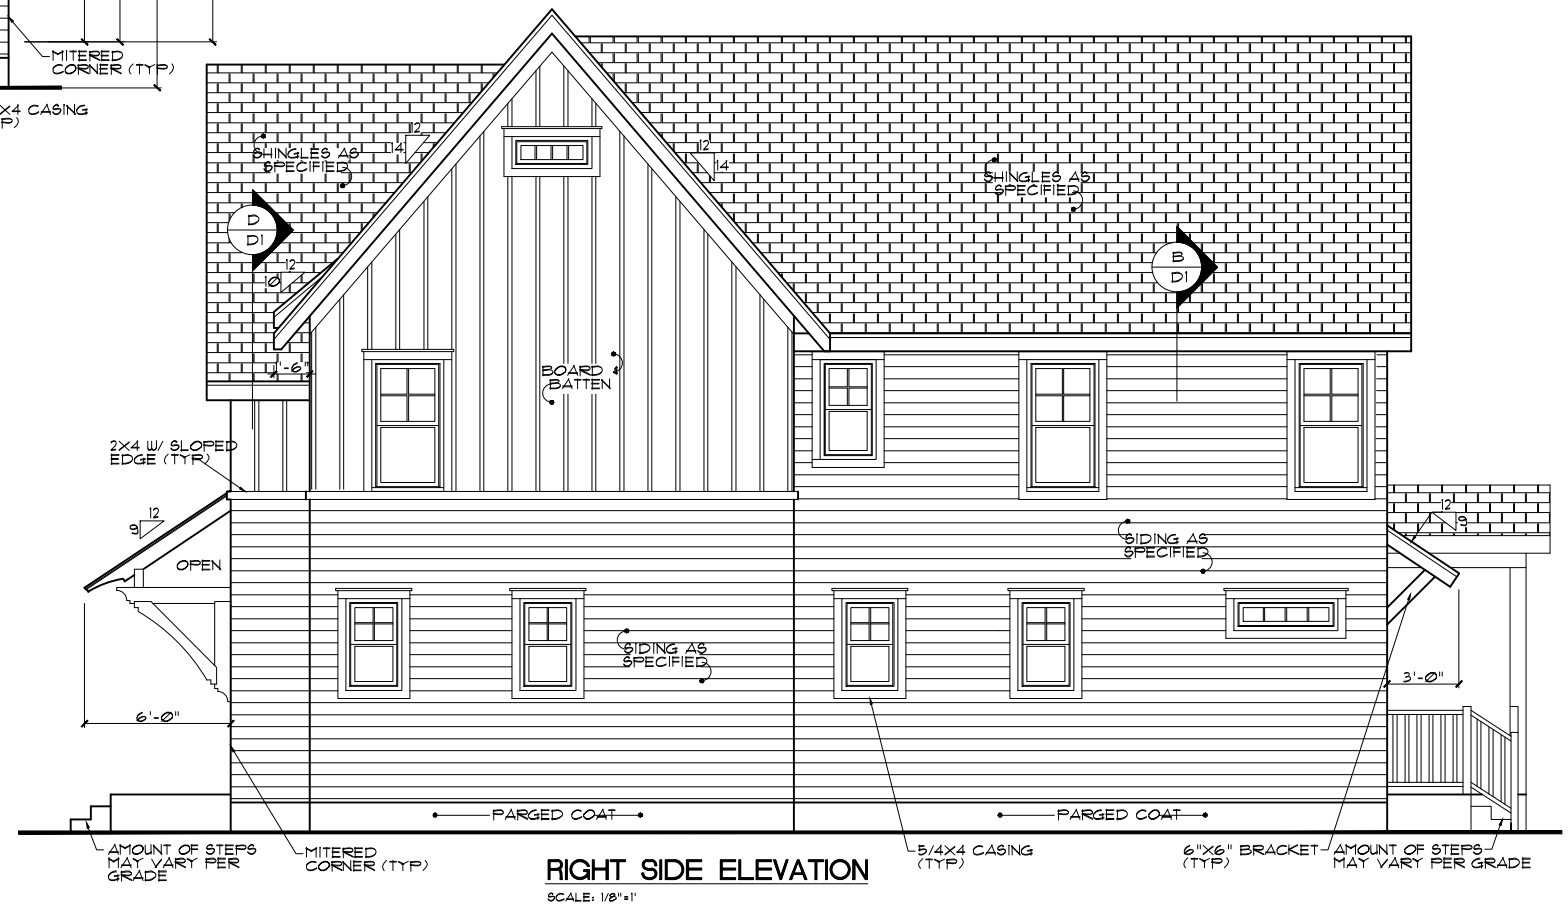 MITERED
CORNER (TYP)
X4 CASING
P)
12
14
SHINGLES AS
SPECIFIED
12
14
SHINGLES AS
SPECIFIED
D
D1
B
D1
12
10
1'-6"
BOARD &
BATTEN
2X4 W/ SLOPED
EDGE (TYP)
12
9
12
9
OPEN
SIDING AS
SPECIFIED
SIDING AS
SPECIFIED
3'-0"
6'-0"
PARGED COAT
PARGED COAT
AMOUNT OF STEPS
MAY VARY PER
GRADE
MITERED
CORNER (TYP)
5/4X4 CASING
(TYP)
6"X6" BRACKET
(TYP)
AMOUNT OF STEPS
MAY VARY PER GRADE
RIGHT SIDE ELEVATION
SCALE: 1/8"=1'